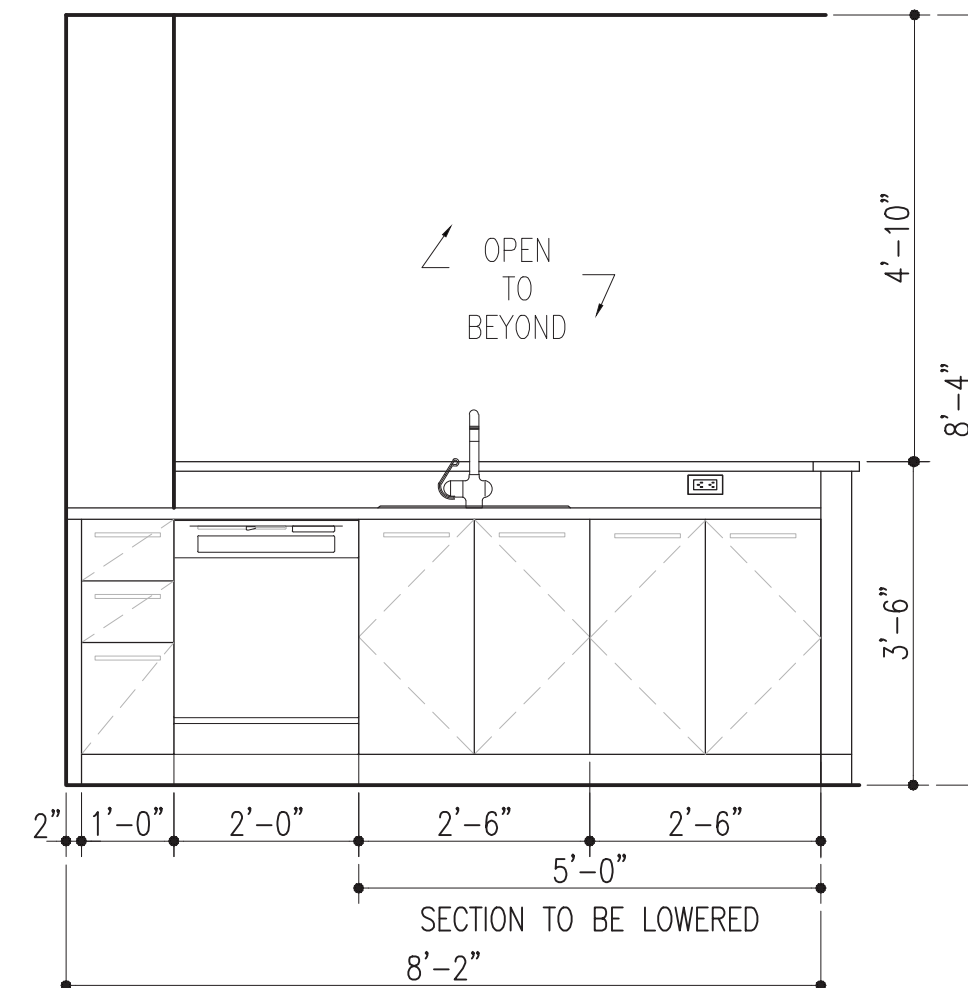 4’–10”
OPEN
TO
BEYOND
8’–4”
3’–6”
2” 1’–0” 2’–0” 2’–6” 2’–6”
5’–0”
SECTION TO BE LOWERED
8’–2”